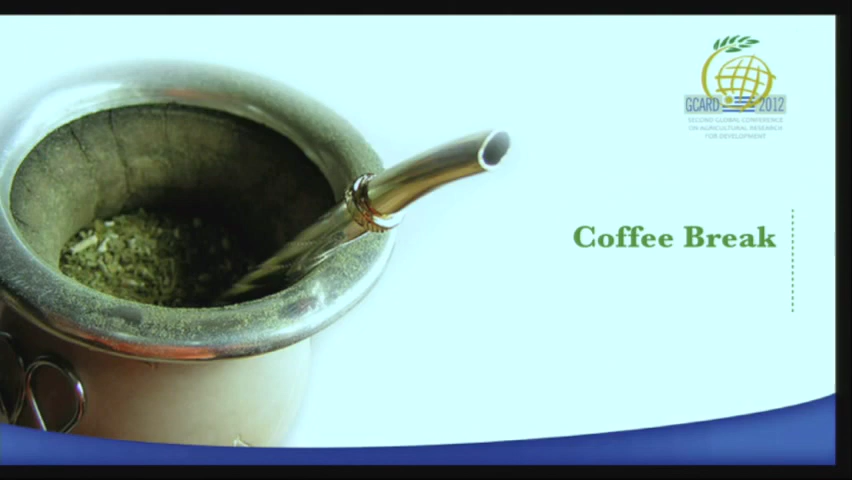 GCARD 2012
SECOND GLOBAL CONFERENCE
ON AGRICULTURAL RESEARCH
FOR DEVELOPMENT
Coffee Break